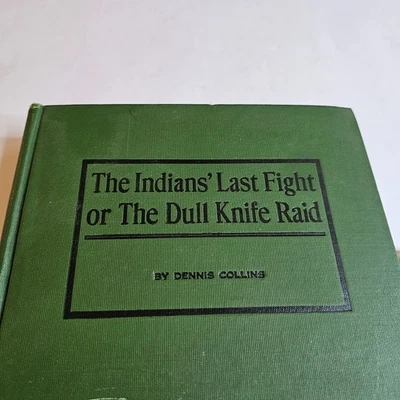 The Indians' Last Fight
or The Dull Knife Raid
BY DENNIS COLLINS